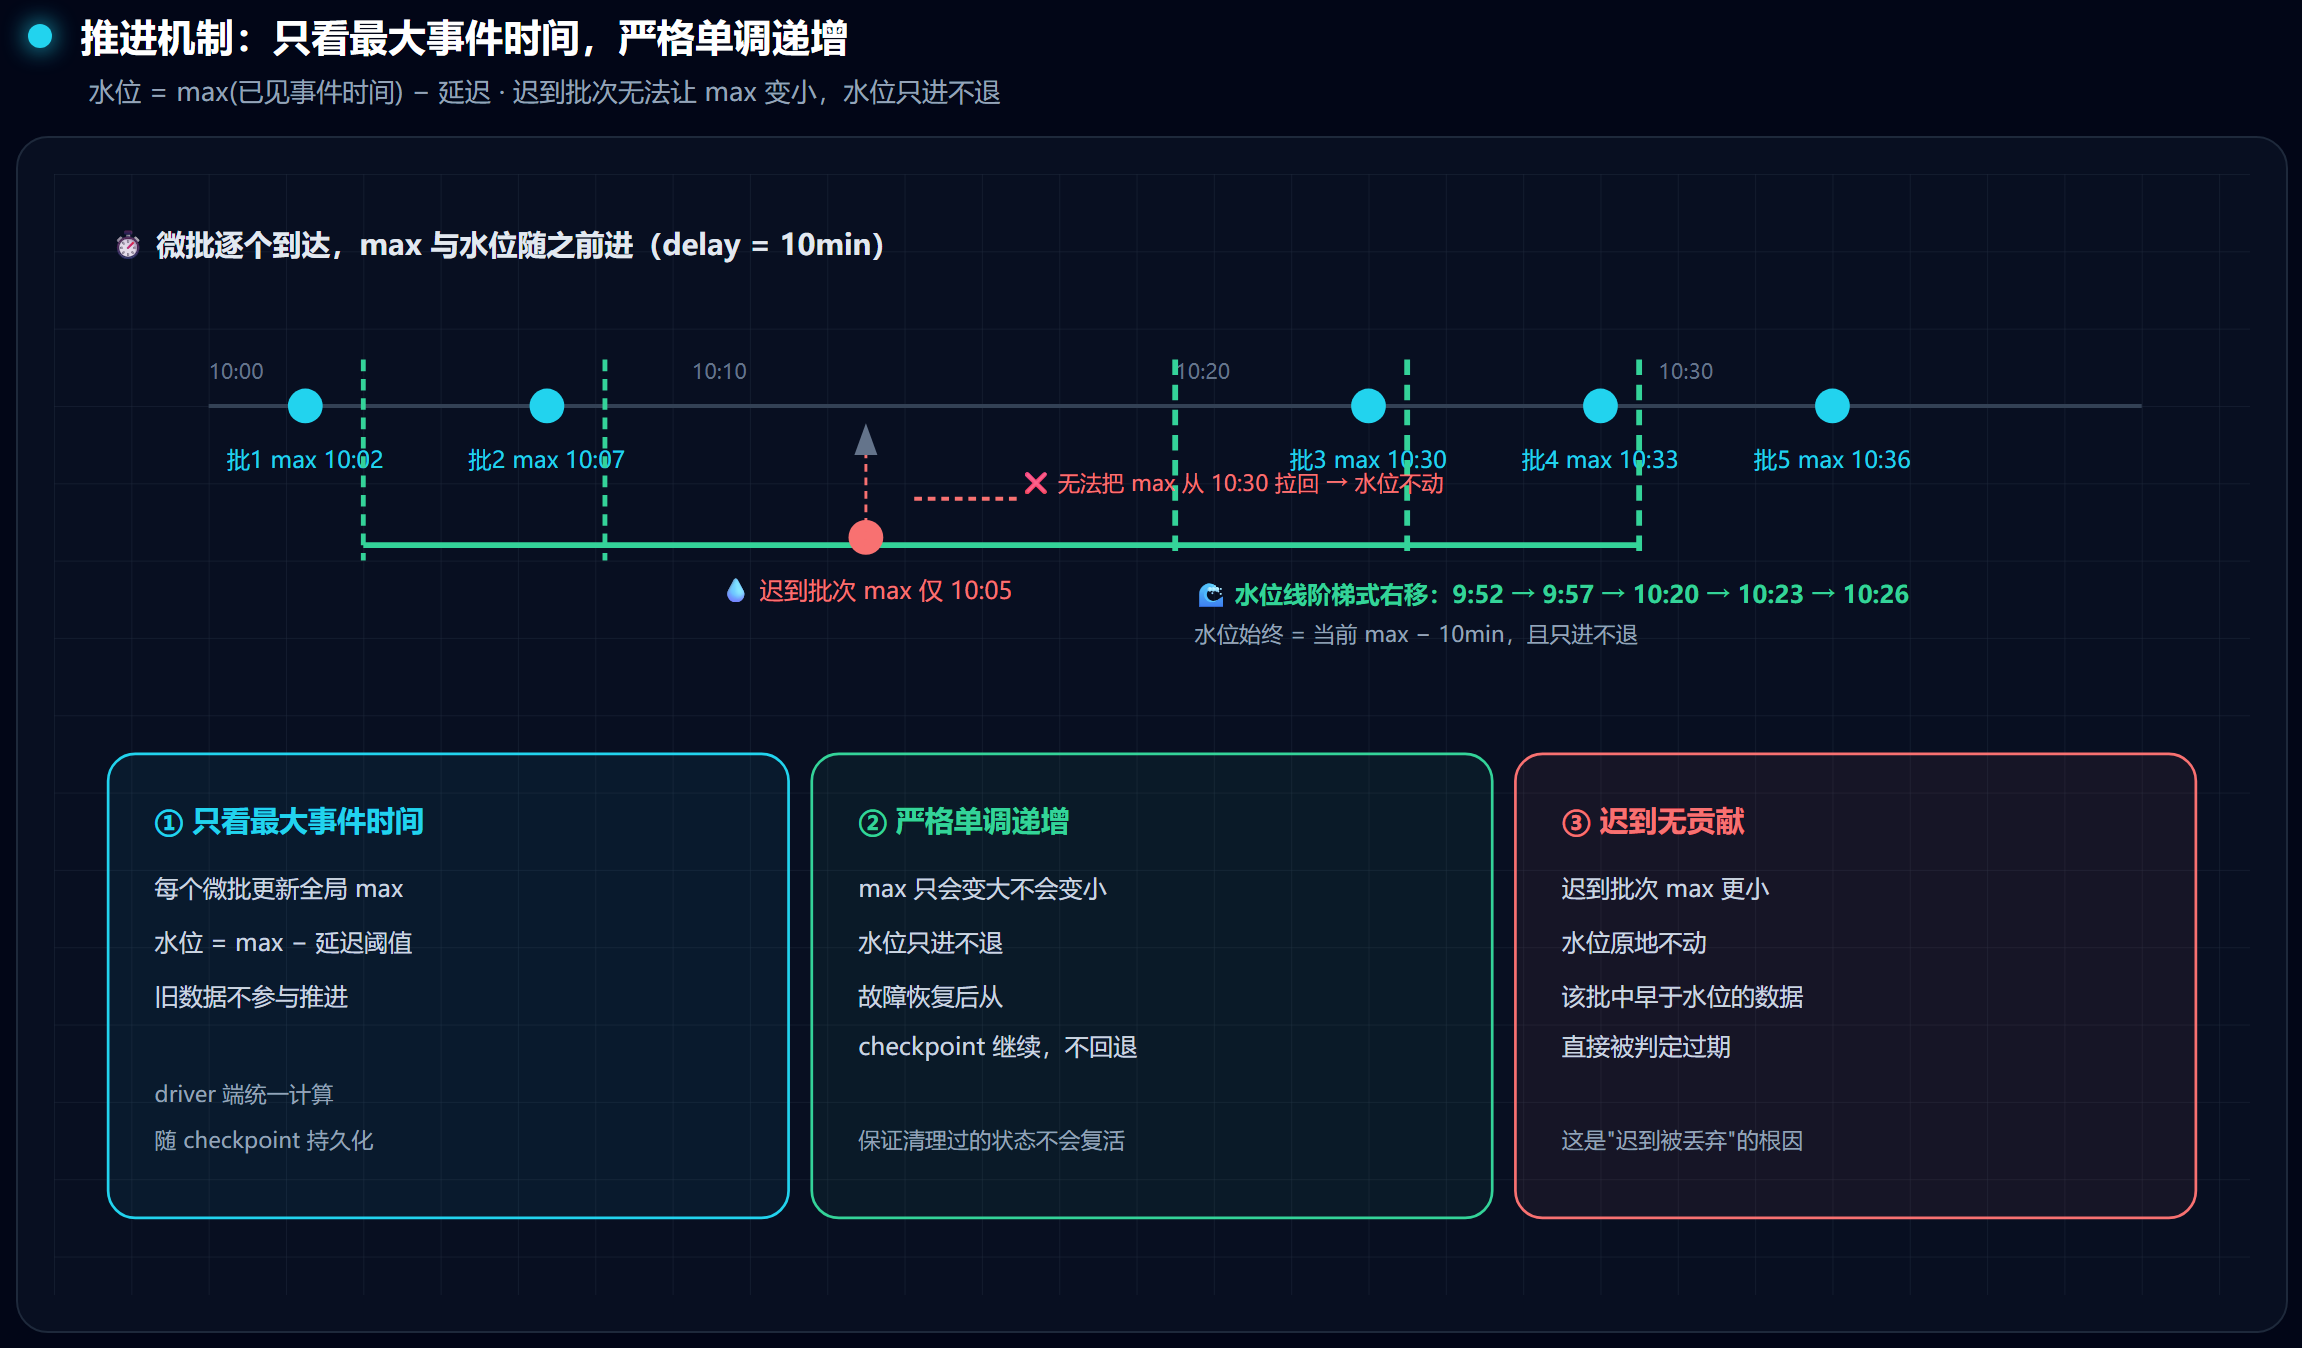 推进机制：只看最大事件时间，严格单调递增
水位 = max(已见事件时间) − 延迟 · 迟到批次无法让 max 变小，水位只进不退
微批逐个到达，max 与水位随之前进（delay = 10min）
10:00
10:10
10:20
10:30
批1 max 10:02
批2 max 10:07
批3 max 10:30
批4 max 10:33
批5 max 10:36
❌ 无法把 max 从 10:30 拉回 → 水位不动
迟到批次 max 仅 10:05
水位线阶梯式右移：9:52 → 9:57 → 10:20 → 10:23 → 10:26
水位始终 = 当前 max − 10min，且只进不退
① 只看最大事件时间
每个微批更新全局 max
水位 = max − 延迟阈值
旧数据不参与推进
driver 端统一计算
随 checkpoint 持久化
② 严格单调递增
max 只会变大不会变小
水位只进不退
故障恢复后从
checkpoint 继续，不回退
保证清理过的状态不会复活
③ 迟到无贡献
迟到批次 max 更小
水位原地不动
该批中早于水位的数据
直接被判定过期
这是"迟到被丢弃"的根因